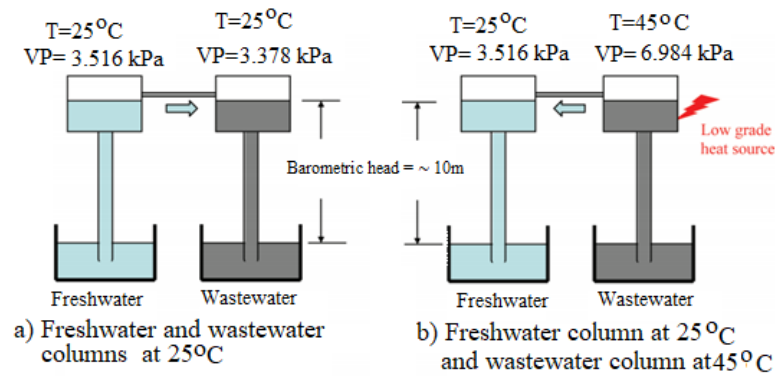 T=25°C
VP= 3.516 kPa
T=25°C
VP=3.378 kPa
Barometric head = ~ 10m
Freshwater
Wastewater
a) Freshwater and wastewater
columns at 25°C
T=25°C
VP= 3.516 kPa
T=45°C
VP= 6.984 kPa
Low grade
heat source
Freshwater
Wastewater
b) Freshwater column at 25°C
and wastewater column at45°C